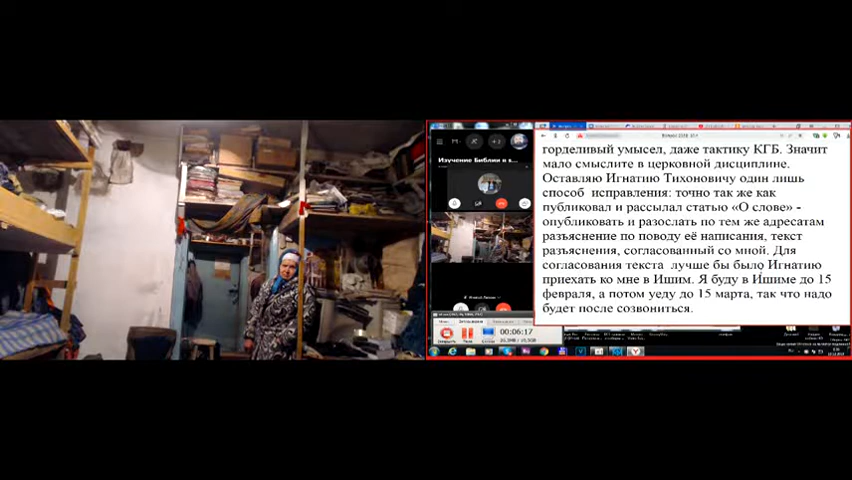 Изучение Библии в в...
00:06:17
горделивый умысел, даже тактику КГБ. Значит
мало смыслите в церковной дисциплине.
Оставляю Игнатию Тихоновичу один лишь
способ исправления: точно так же как
публиковал и рассылал статью «О слове» -
опубликовать и разослать по тем же адресатам
разъяснение по поводу её написания, текст
разъяснения, согласованный со мной. Для
согласования текста лучше бы было Игнатию
приехать ко мне в Ишим. Я буду в Ишиме до 15
февраля, а потом уеду до 15 марта, так что надо
будет после созвониться.